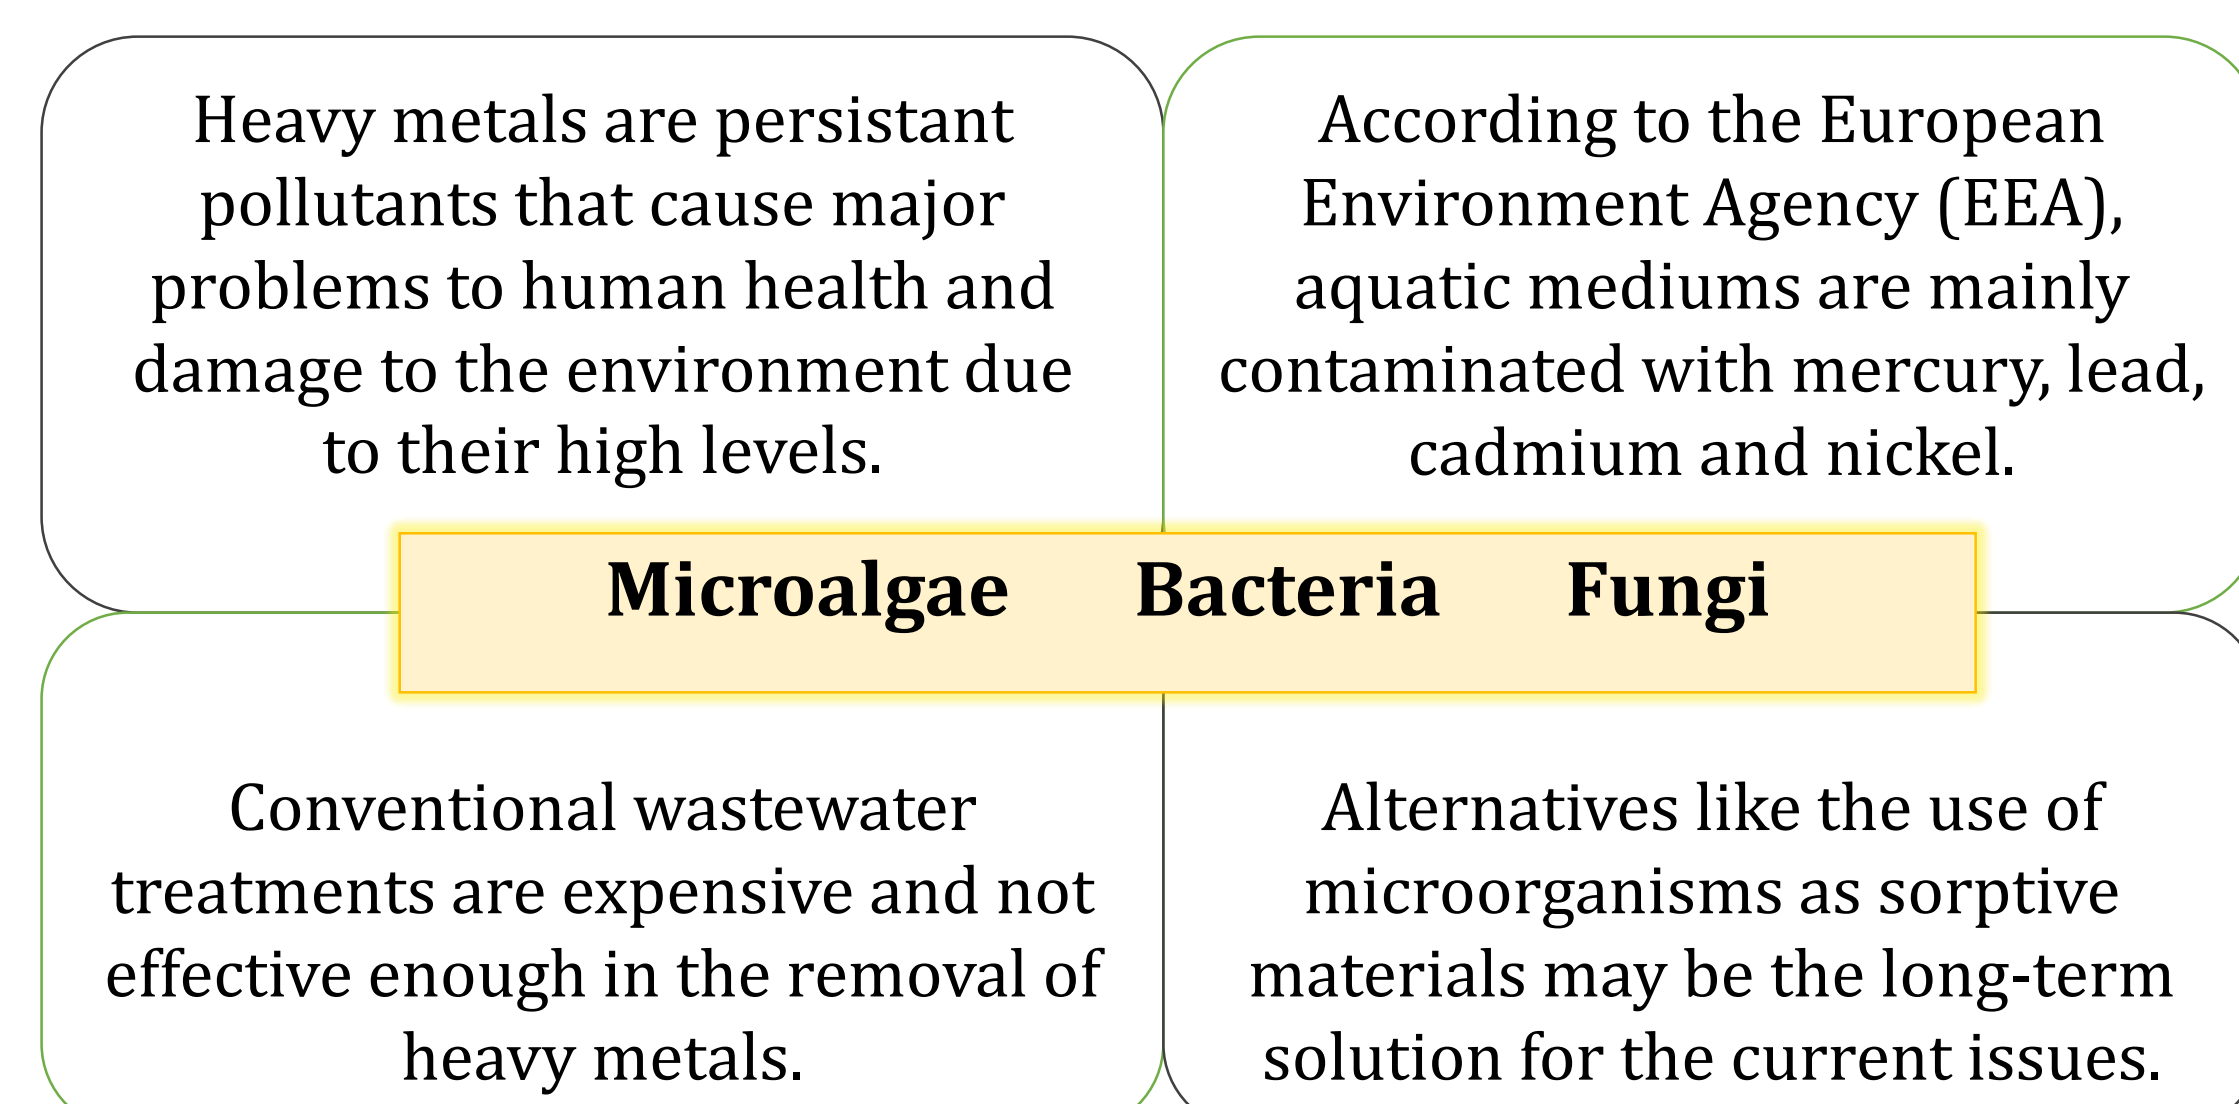 Heavy metals are persistant
pollutants that cause major
problems to human health and
damage to the environment due
to their high levels.
According to the European
Environment Agency (EEA),
aquatic mediums are mainly
contaminated with mercury, lead,
cadmium and nickel.
Microalgae Bacteria Fungi
Conventional wastewater
treatments are expensive and not
effective enough in the removal of
heavy metals.
Alternatives like the use of
microorganisms as sorptive
materials may be the long-term
solution for the current issues.